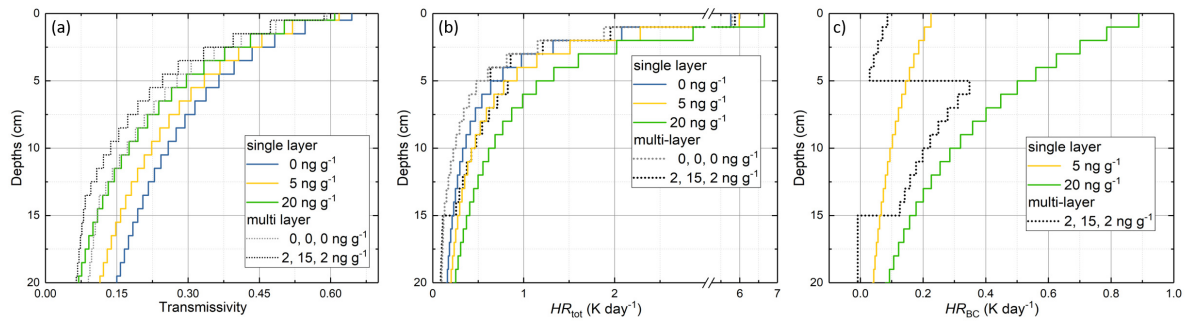 (a)
0
5
10
15
20
Depths (cm)
0.00 0.15 0.30 0.45 0.60
Transmissivity
single layer
0 ng g⁻¹
5 ng g⁻¹
20 ng g⁻¹
multi layer
0, 0, 0 ng g⁻¹
2, 15, 2 ng g⁻¹
(b)
0
5
10
15
20
Depths (cm)
0 1 2 3 4 5 6 7
HR_tot (K day⁻¹)
single layer
0 ng g⁻¹
5 ng g⁻¹
20 ng g⁻¹
multi-layer
0, 0, 0 ng g⁻¹
2, 15, 2 ng g⁻¹
(c)
0
5
10
15
20
Depths (cm)
0.0 0.2 0.4 0.6 0.8 1.0
HR_BC (K day⁻¹)
single layer
5 ng g⁻¹
20 ng g⁻¹
multi-layer
2, 15, 2 ng g⁻¹